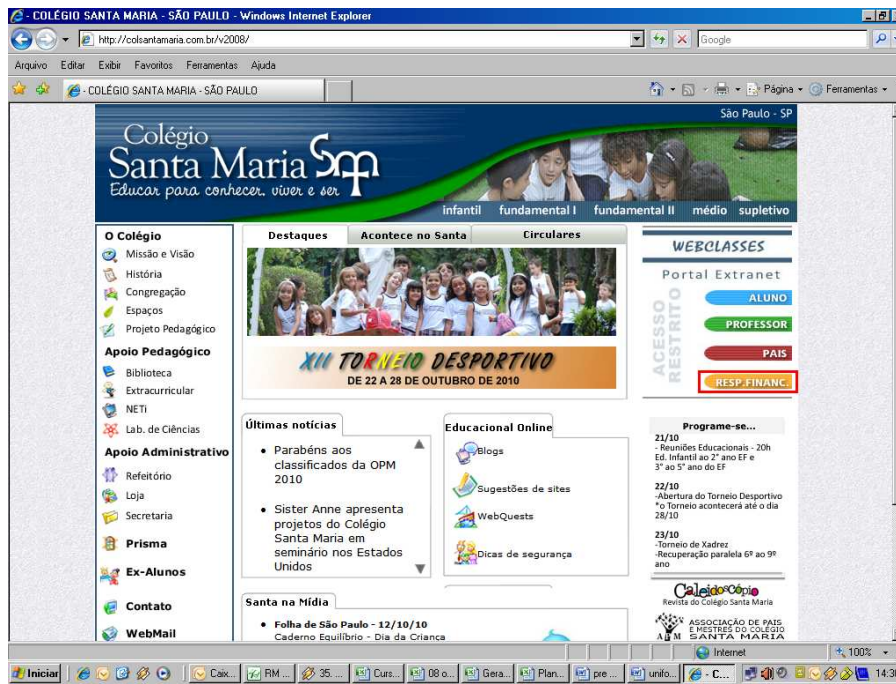 - COLÉGIO SANTA MARIA - SÃO PAULO - Windows Internet Explorer
http://colsantamaria.com.br/v2008/
Google
Arquivo Editar Exibir Favoritos Ferramentas Ajuda
- COLÉGIO SANTA MARIA - SÃO PAULO
Página
Ferramentas
São Paulo - SP
Colégio
Santa Maria
Educar para conhecer, viver e ser
infantil fundamental I fundamental II médio supletivo
O Colégio
Missão e Visão
História
Congregação
Espaços
Projeto Pedagógico
Apoio Pedagógico
Biblioteca
Extracurricular
NETi
Lab. de Ciências
Apoio Administrativo
Refeitório
Loja
Secretaria
Prisma
Ex-Alunos
Contato
WebMail
Destaques Acontece no Santa Circulares
XII TORNEIO DESPORTIVO
DE 22 A 28 DE OUTUBRO DE 2010
Últimas notícias
• Parabéns aos
classificados da OPM
2010
• Sister Anne apresenta
projetos do Colégio
Santa Maria em
seminário nos Estados
Unidos
Educacional Online
Blogs
Sugestões de sites
WebQuests
Dicas de segurança
Santa na Mídia
• Folha de São Paulo - 12/10/10
Caderno Equilíbrio - Dia da Criança
WEBCLASSES
Portal Extranet
ACESSO
RESTRITO
ALUNO
PROFESSOR
PAIS
RESP.FINANC.
Programe-se...
21/10
- Reuniões Educacionais - 20h
Ed. Infantil ao 2° ano EF e
3° ao 5° ano do EF
22/10
-Abertura do Torneio Desportivo
*o Torneio acontecerá até o dia
28/10
23/10
-Torneio de Xadrez
-Recuperação paralela 6º ao 9º
ano
Caleidoscópio
Revista do Colégio Santa Maria
APM
ASSOCIAÇÃO DE PAIS
E MESTRES DO COLÉGIO
SANTA MARIA
Internet
100%
Iniciar
Caix...
RM ...
35. ...
Curs...
08 o...
Gera...
Plan...
pre ...
unifo...
- C...